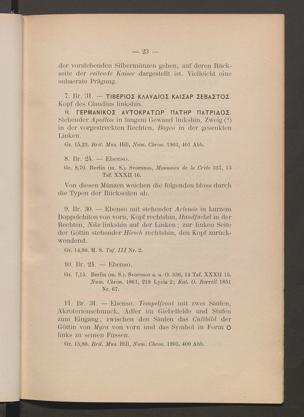 — 23 —
der vorstehenden Silbermünzen geben, auf deren Rück-
seite der reitende Kaiser dargestellt ist. Vielleicht eine
subaerate Prägung.
7. Br. 31. — ΤΙΒΕΡΙΟΣ ΚΛΑΥΔΙΟΣ ΚΑΙΣΑΡ ΣΕΒΑΣΤΟΣ.
Kopf des Claudius linkshin.
ΓΕΡΜΑΝΙΚΟΣ ΑΥΤΟΚΡΑΤΩΡ ΠΑΤΗΡ ΠΑΤΡΙΔΟΣ.
Stehender Apollon in langem Gewand linkshin, Zweig (?)
in der vorgestreckten Rechten, Bogen in der gesenkten
Linken.
Gr. 15,23. Brit. Mus. Hill, Num. Chron. 1903, 401 Abb.
8. Br. 24. — Ebenso.
Gr. 8,70. Berlin (m. S.). Svoronos, Monnaies de la Crète 337, 15
Taf. XXXII 16.
Von diesen Münzen weichen die folgenden bloss durch
die Typen der Rückseiten ab.
9. Br. 30. — Ebenso mit stehender Artemis in kurzem
Doppelchiton von vorn, Kopf rechtshin, in der
Rechten, Nike linkshin auf der Linken; zur linken Seite
der Göttin stehender Hirsch rechtshin, den Kopf zurück-
wendend.
Gr. 14,80. M. S. Taf. III Nr. 2.
10. Br. 24. — Ebenso.
Gr. 7,15. Berlin (m. S.). Svoronos a. a. O. 336, 14 Taf. XXXII 15.
Num. Chron. 1861, 219 Lycia 2; Kat. O. Borrell 1851
Nr. 67.
11. Br. 31. — Ebenso. Tempelfront mit zwei Säulen,
Akroterienschmuck, Adler im Giebelfelde und Stufen
zum Eingang; zwischen den Säulen das Cultbild der
Göttin von Myra von vorn und das Symbol in Form
links zu seinen Füssen.
Gr. 15,80. Brit. Mus. Hill, Num. Chron. 1903, 400 Abb.